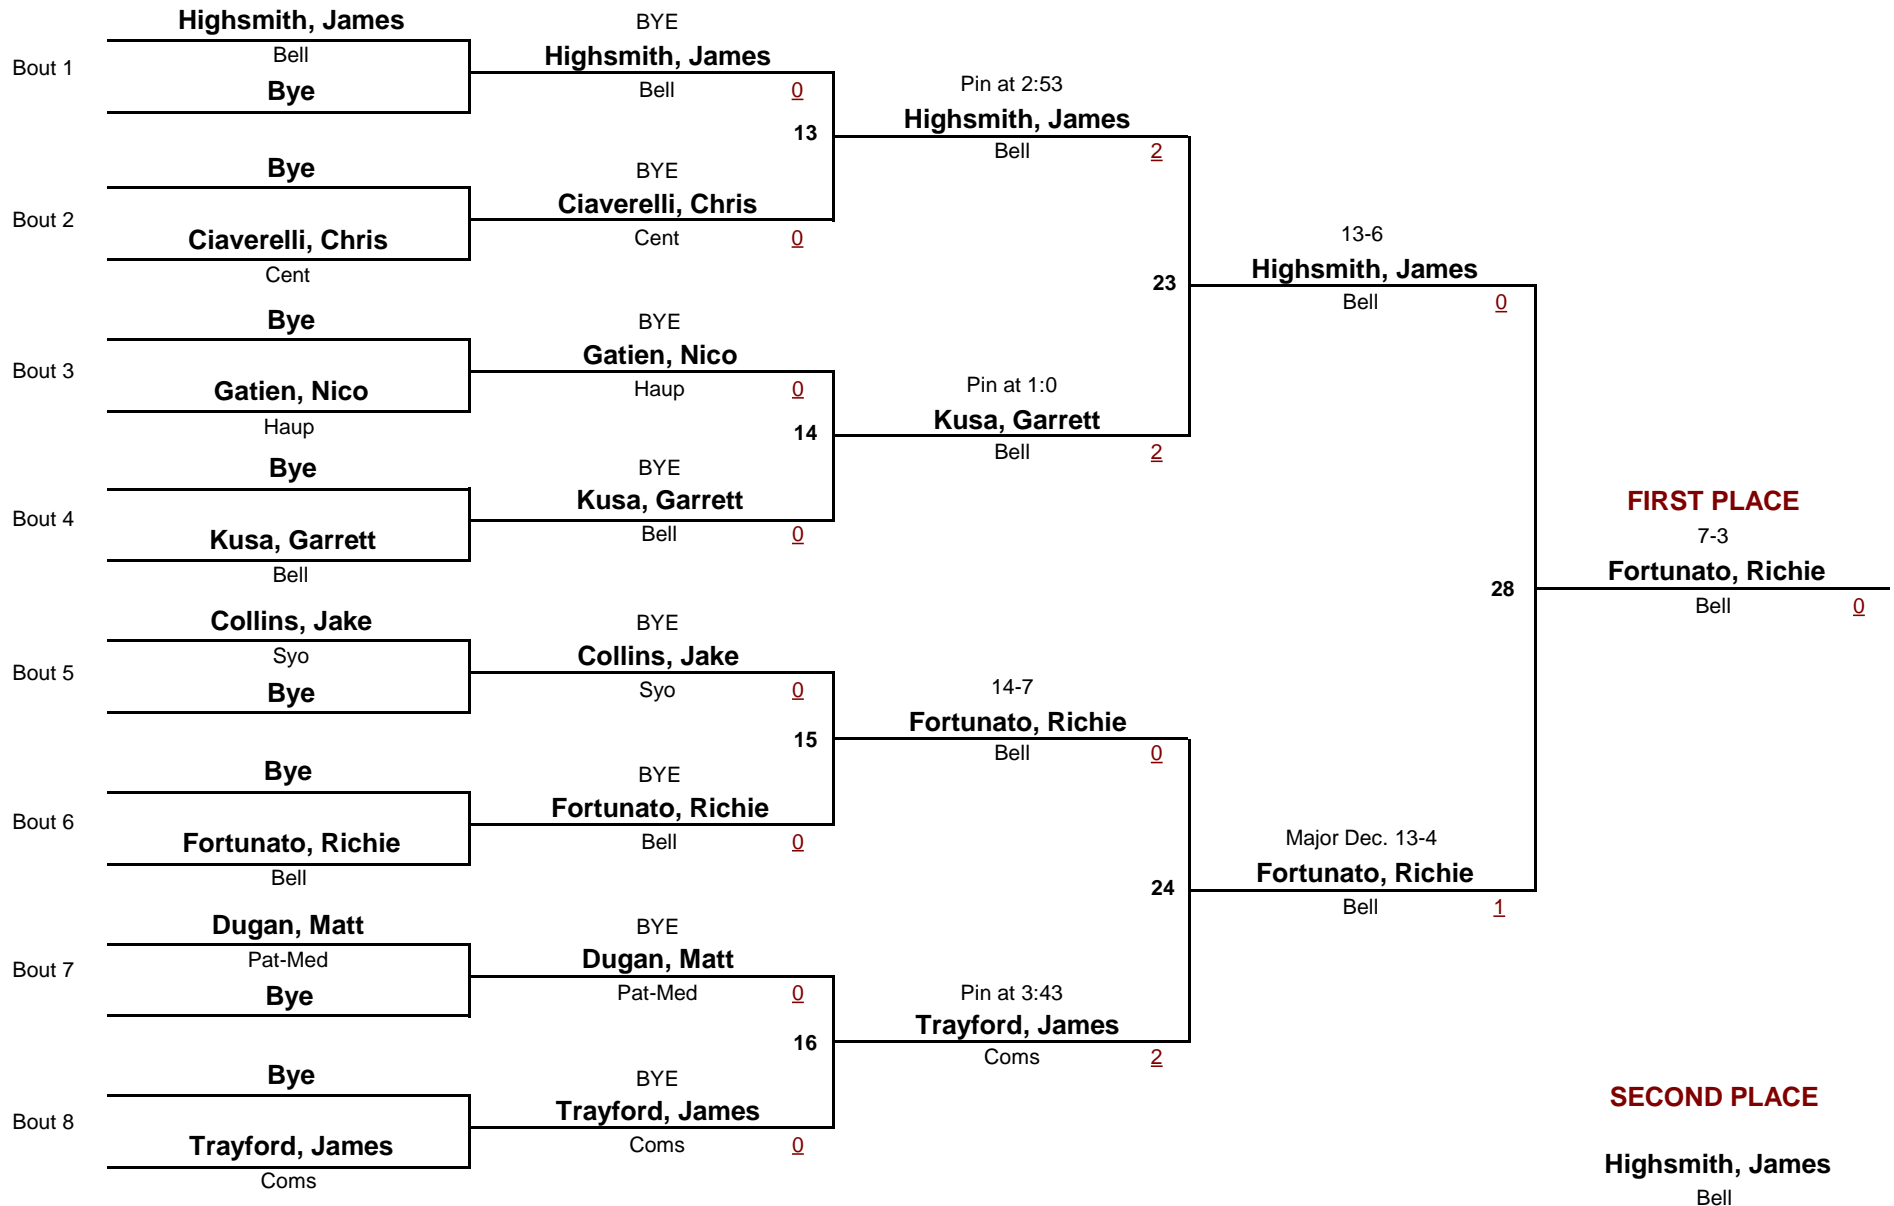 Highsmith, James
Bell
Bout 1
Bye
BYE
Highsmith, James
Bell
0
13
Bye
Bout 2
Ciaverelli, Chris
Cent
BYE
Ciaverelli, Chris
Cent
0
Pin at 2:53
Highsmith, James
Bell
2
23
Bye
Bout 3
Gatien, Nico
Haup
BYE
Gatien, Nico
Haup
0
14
Bye
Bout 4
Kusa, Garrett
Bell
BYE
Kusa, Garrett
Bell
0
Pin at 1:0
Kusa, Garrett
Bell
2
13-6
Highsmith, James
Bell
0
28
Collins, Jake
Syo
Bout 5
Bye
BYE
Collins, Jake
Syo
0
15
Bye
Bout 6
Fortunato, Richie
Bell
BYE
Fortunato, Richie
Bell
0
14-7
Fortunato, Richie
Bell
0
24
Dugan, Matt
Pat-Med
Bout 7
Bye
BYE
Dugan, Matt
Pat-Med
0
16
Bye
Bout 8
Trayford, James
Coms
BYE
Trayford, James
Coms
0
Pin at 3:43
Trayford, James
Coms
2
Major Dec. 13-4
Fortunato, Richie
Bell
1
FIRST PLACE
7-3
Fortunato, Richie
Bell
0
SECOND PLACE
Highsmith, James
Bell